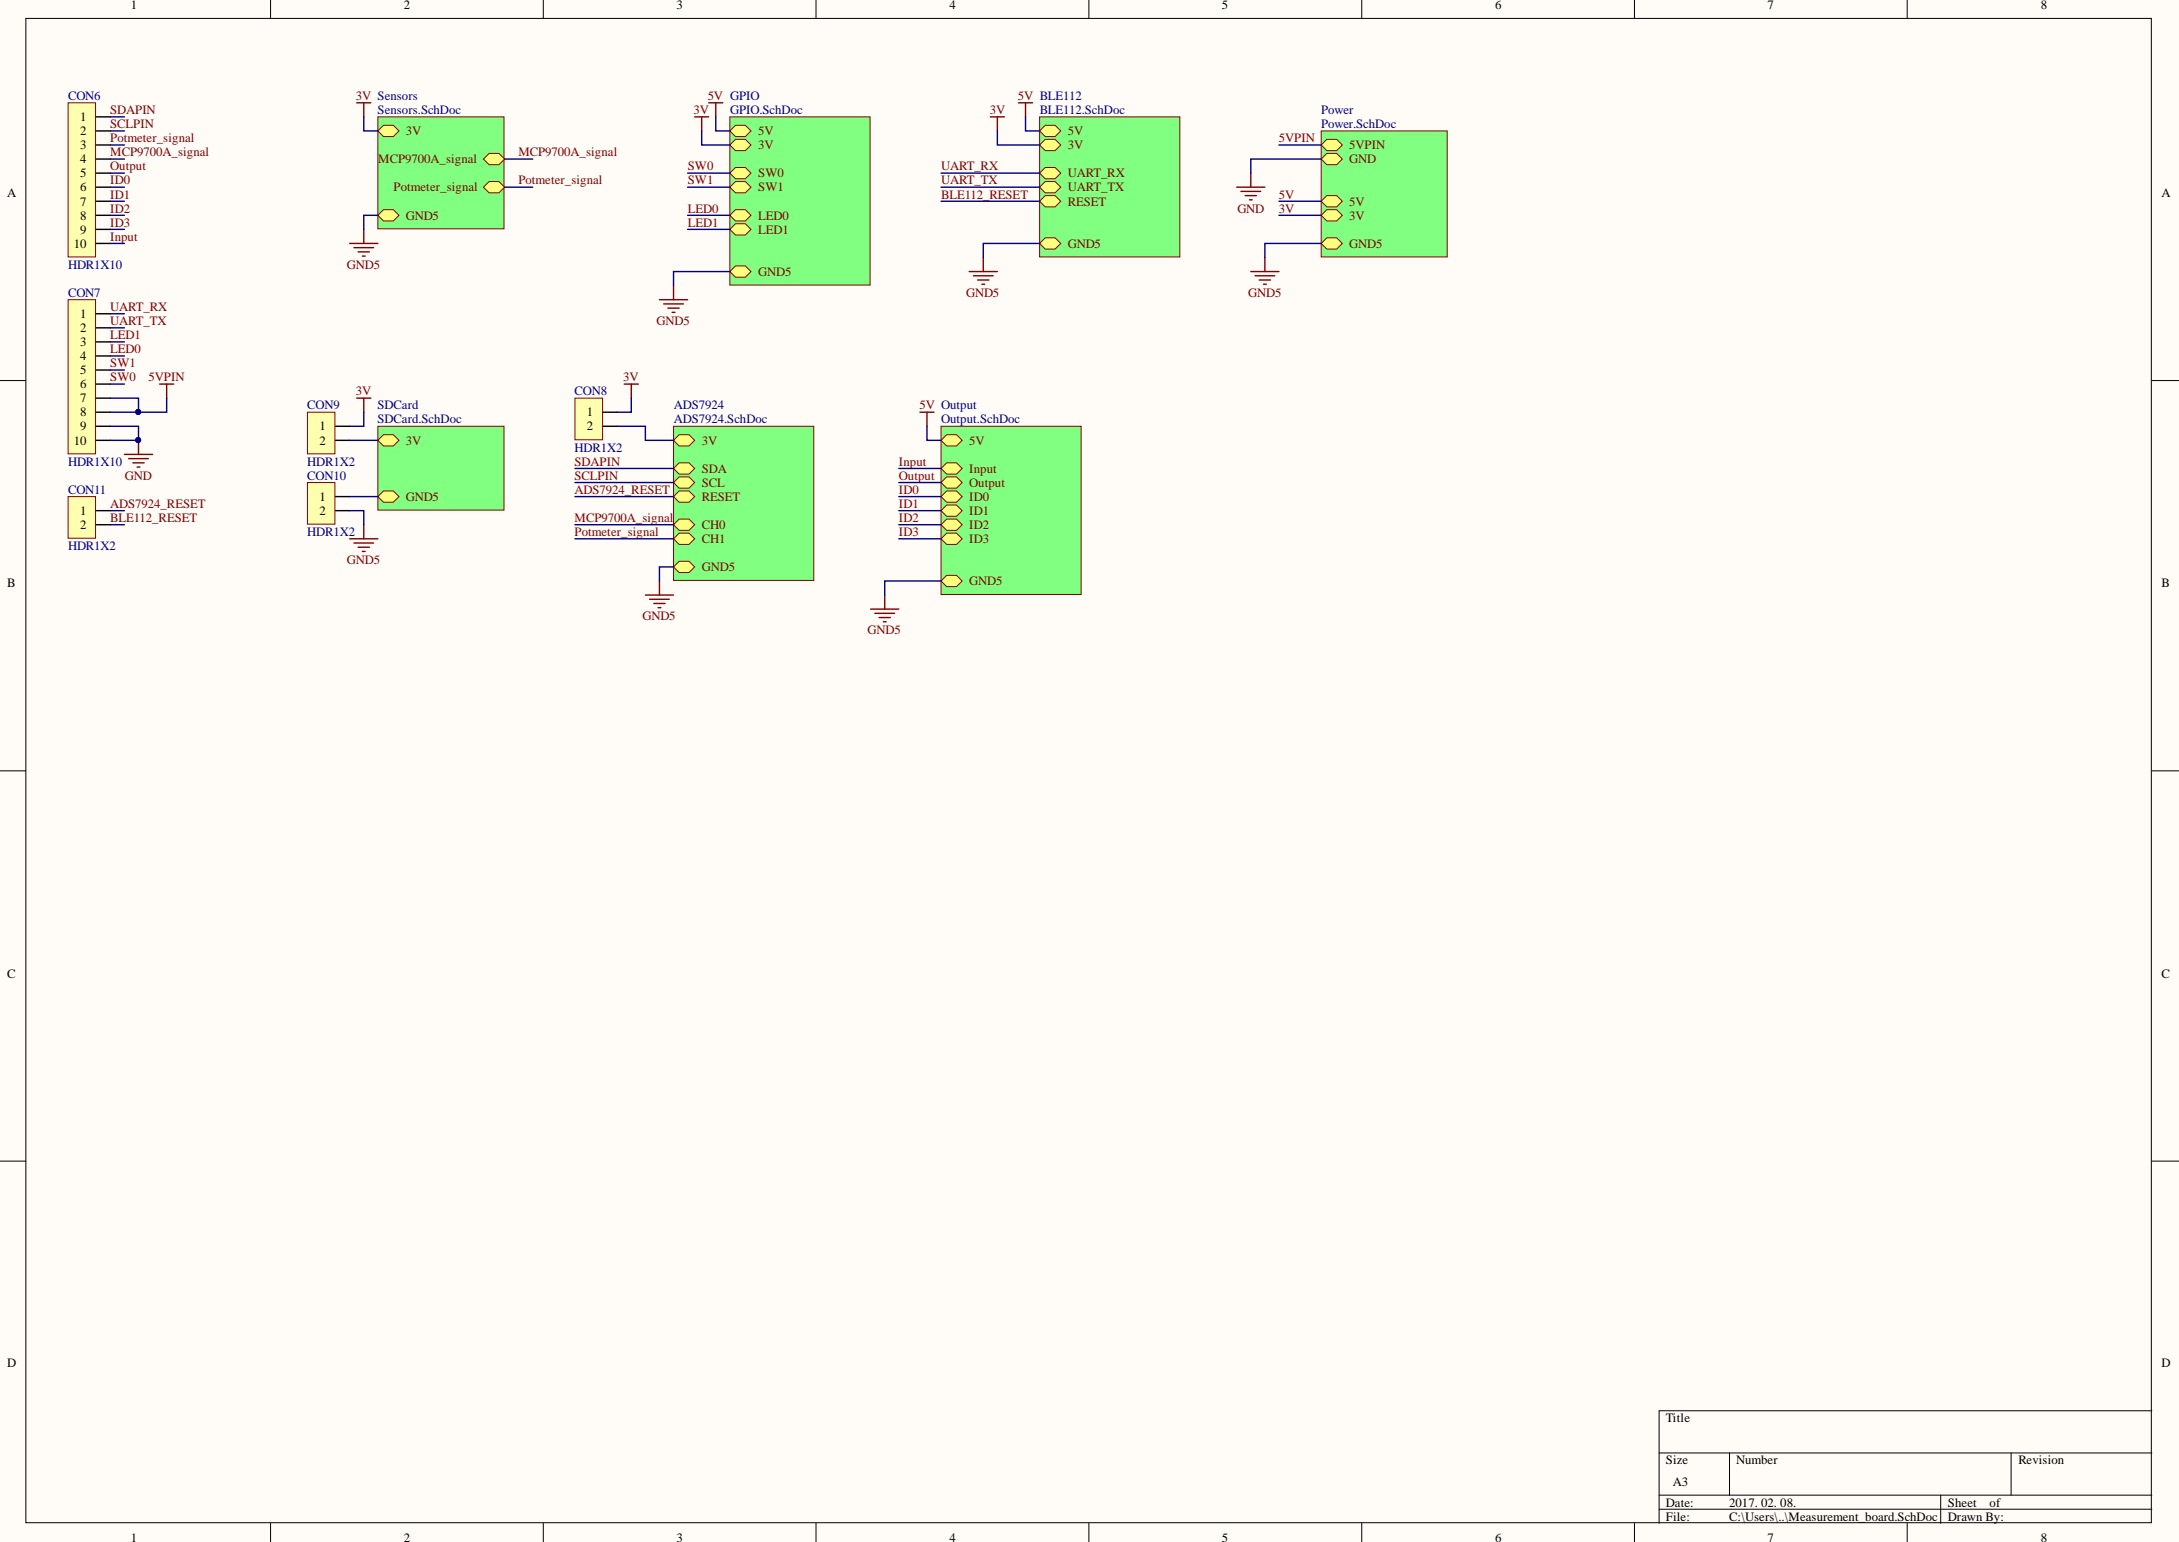 1 2 3 4 5 6 7 8
A A
B B
C C
D D
CON6
1 SDAPIN
2 SCLPIN
3 Potmeter_signal
4 MCP9700A_signal
5 Output
6 ID0
7 ID1
8 ID2
9 ID3
10 Input
HDR1X10
CON7
1 UART_RX
2 UART_TX
3 LED1
4 LED0
5 SW1
6 SW0 5VPIN
7
8
9
10
HDR1X10
GND
CON11
1 ADS7924_RESET
2 BLE112_RESET
HDR1X2
3V Sensors
Sensors.SchDoc
3V
MCP9700A_signal MCP9700A_signal
Potmeter_signal Potmeter_signal
GND5
GND5
5V GPIO
3V GPIO.SchDoc
5V
3V
SW0 SW0
SW1 SW1
LED0 LED0
LED1 LED1
GND5
GND5
5V BLE112
3V BLE112.SchDoc
5V
3V
UART_RX UART_RX
UART_TX UART_TX
BLE112_RESET RESET
GND5
GND5
Power
Power.SchDoc
5VPIN 5VPIN
GND
GND
5V 5V
3V 3V
GND5
GND5
3V
CON9 SDCard
SDCard.SchDoc
1
2 3V
HDR1X2
CON10
1 GND5
2
HDR1X2
GND5
3V
CON8
1
2
HDR1X2
ADS7924
ADS7924.SchDoc
3V
SDAPIN SDA
SCLPIN SCL
ADS7924_RESET RESET
MCP9700A_signal CH0
Potmeter_signal CH1
GND5
GND5
5V Output
Output.SchDoc
5V
Input Input
Output Output
ID0 ID0
ID1 ID1
ID2 ID2
ID3 ID3
GND5
GND5
Title
Size Number Revision
A3
Date: 2017. 02. 08. Sheet of
File: C:\Users\..\Measurement_board.SchDoc Drawn By:
1 2 3 4 5 6 7 8